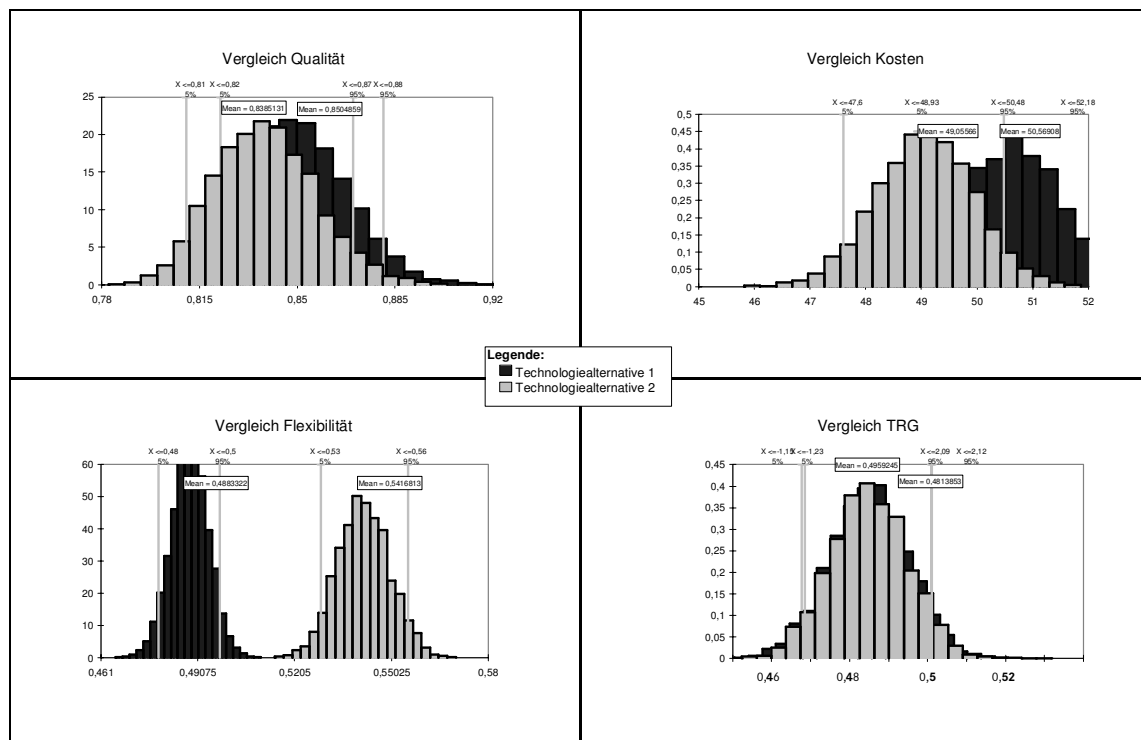 Vergleich Qualität
X <=0,81
5%
X <=0,82
5%
X <=0,87
95%
X <=0,88
95%
Mean = 0,8385131
Mean = 0,8504859
25
20
15
10
5
0
0,78
0,815
0,85
0,885
0,92
Vergleich Kosten
X <=47,6
5%
X <=48,93
5%
X <=50,48
95%
X <=52,18
95%
Mean = 49,05566
Mean = 50,56908
0,5
0,45
0,4
0,35
0,3
0,25
0,2
0,15
0,1
0,05
0
45
46
47
48
49
50
51
52
Legende:
Technologiealternative 1
Technologiealternative 2
Vergleich Flexibilität
X <=0,48
5%
X <=0,5
95%
X <=0,53
5%
X <=0,56
95%
Mean = 0,4883322
Mean = 0,5416813
60
50
40
30
20
10
0
0,461
0,49075
0,5205
0,55025
0,58
Vergleich TRG
5%
X <=-1,23
5%
X <=2,09
95%
X <=2,12
95%
Mean = 0,4959245
Mean = 0,4813853
0,45
0,4
0,35
0,3
0,25
0,2
0,15
0,1
0,05
0
0,46
0,48
0,5
0,52